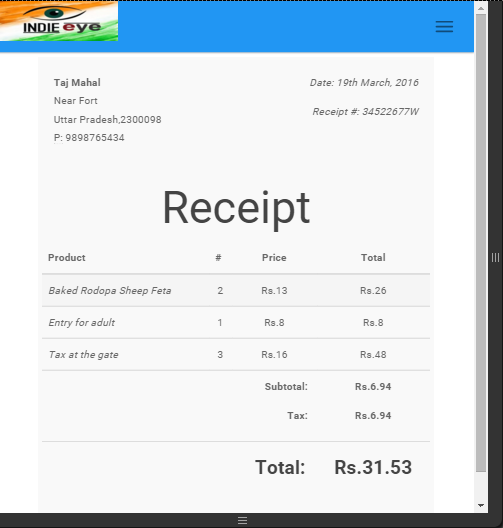 INDIE eye
Taj Mahal
Near Fort
Uttar Pradesh,2300098
P: 9898765434
Date: 19th March, 2016
Receipt #: 34522677W
Receipt
Product # Price Total
Baked Rodopa Sheep Feta 2 Rs.13 Rs.26
Entry for adult 1 Rs.8 Rs.8
Tax at the gate 3 Rs.16 Rs.48
Subtotal: Rs.6.94
Tax: Rs.6.94
Total: Rs.31.53